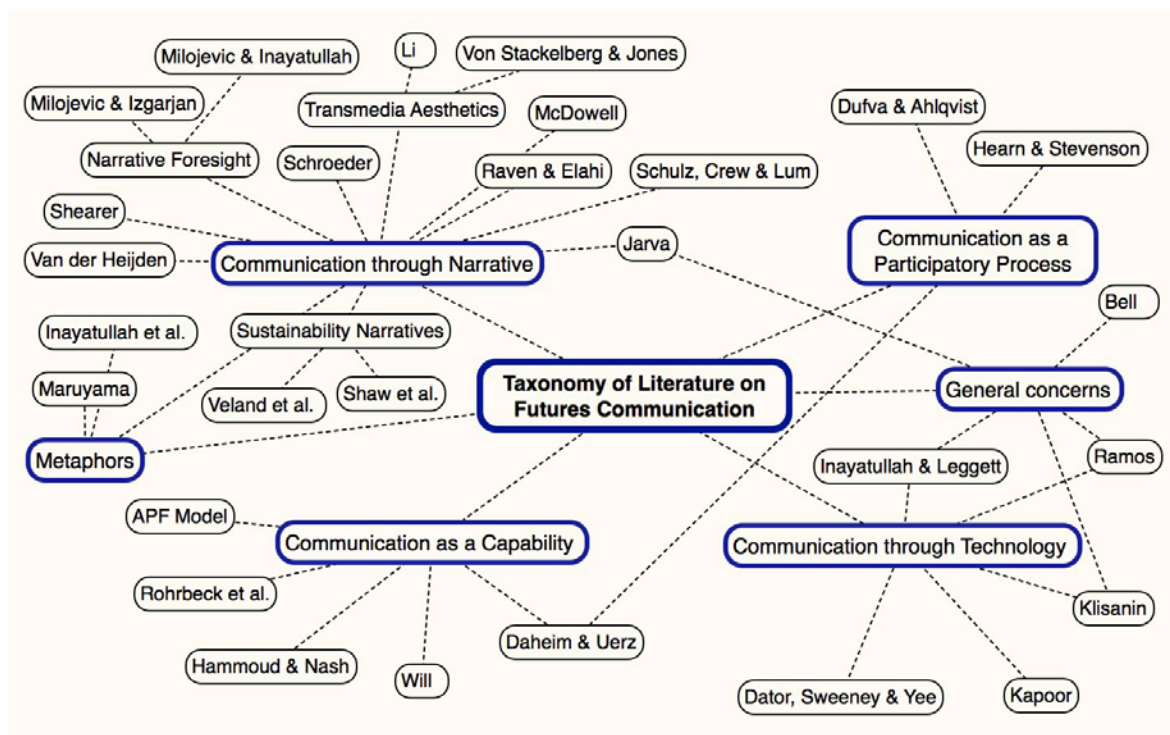 Milojevic & Inayatullah
Li
Von Stackelberg & Jones
Milojevic & Izgarjan
Transmedia Aesthetics
McDowell
Dufva & Ahlqvist
Narrative Foresight
Schroeder
Raven & Elahi
Schulz, Crew & Lum
Hearn & Stevenson
Shearer
Van der Heijden
Communication through Narrative
Jarva
Communication as a
Participatory Process
Inayatullah et al.
Sustainability Narratives
Bell
Maruyama
Veland et al.
Shaw et al.
Taxonomy of Literature on
Futures Communication
General concerns
Metaphors
Inayatullah & Leggett
Ramos
APF Model
Communication as a Capability
Communication through Technology
Rohrbeck et al.
Klisanin
Hammoud & Nash
Will
Daheim & Uerz
Dator, Sweeney & Yee
Kapoor